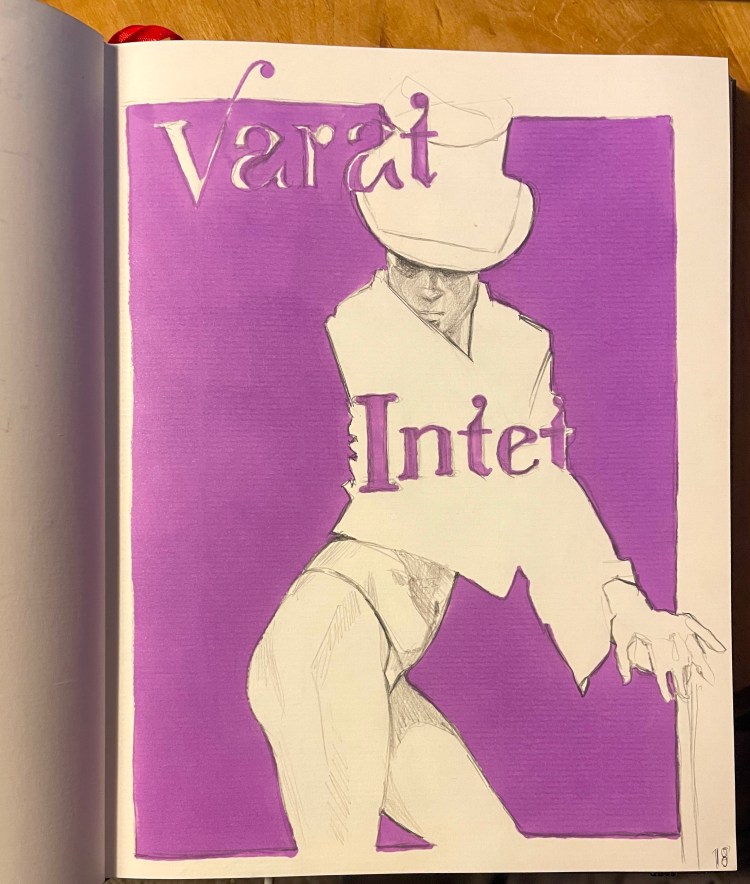 Varat
Intet
18